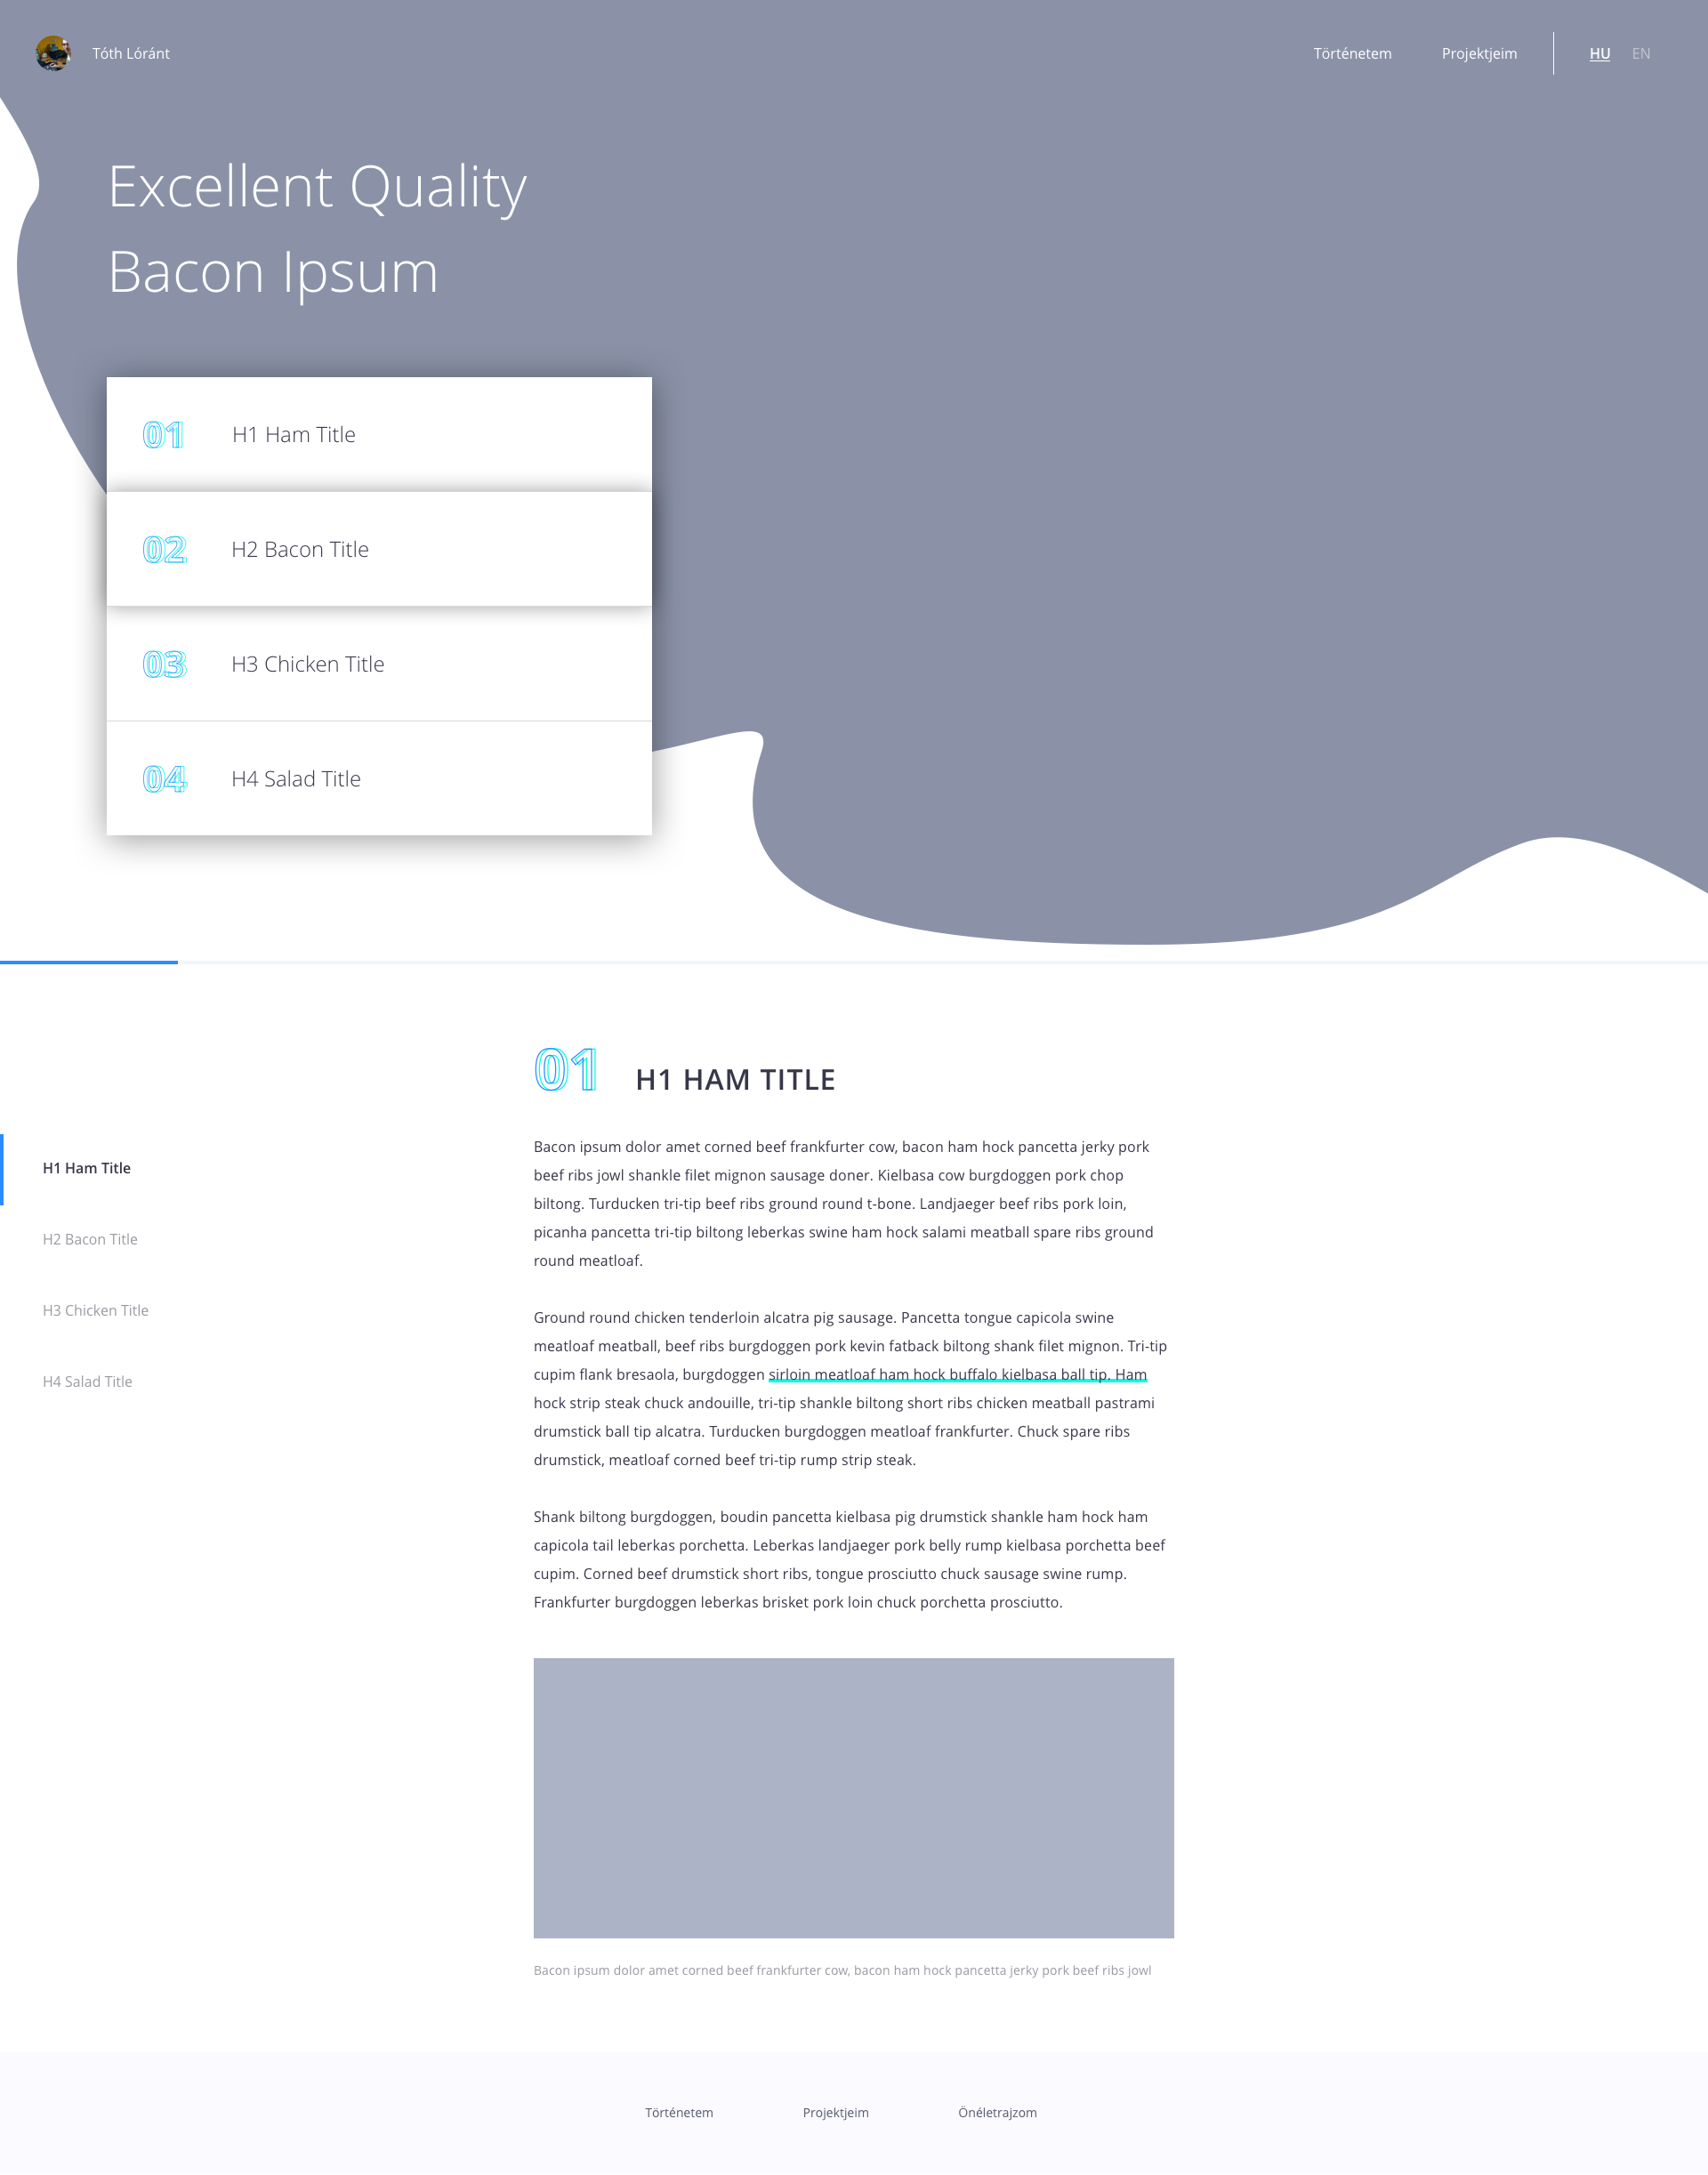 Tóth Lóránt
Történetem
Projektjeim
HU
EN
Excellent Quality
Bacon Ipsum
01
H1 Ham Title
02
H2 Bacon Title
03
H3 Chicken Title
04
H4 Salad Title
H1 Ham Title
H2 Bacon Title
H3 Chicken Title
H4 Salad Title
01
H1 HAM TITLE
Bacon ipsum dolor amet corned beef frankfurter cow, bacon ham hock pancetta jerky pork
beef ribs jowl shankle filet mignon sausage doner. Kielbasa cow burgdoggen pork chop
biltong. Turducken tri-tip beef ribs ground round t-bone. Landjaeger beef ribs pork loin,
picanha pancetta tri-tip biltong leberkas swine ham hock salami meatball spare ribs ground
round meatloaf.
Ground round chicken tenderloin alcatra pig sausage. Pancetta tongue capicola swine
meatloaf meatball, beef ribs burgdoggen pork kevin fatback biltong shank filet mignon. Tri-tip
cupim flank bresaola, burgdoggen sirloin meatloaf ham hock buffalo kielbasa ball tip. Ham
hock strip steak chuck andouille, tri-tip shankle biltong short ribs chicken meatball pastrami
drumstick ball tip alcatra. Turducken burgdoggen meatloaf frankfurter. Chuck spare ribs
drumstick, meatloaf corned beef tri-tip rump strip steak.
Shank biltong burgdoggen, boudin pancetta kielbasa pig drumstick shankle ham hock ham
capicola tail leberkas porchetta. Leberkas landjaeger pork belly rump kielbasa porchetta beef
cupim. Corned beef drumstick short ribs, tongue prosciutto chuck sausage swine rump.
Frankfurter burgdoggen leberkas brisket pork loin chuck porchetta prosciutto.
Bacon ipsum dolor amet corned beef frankfurter cow, bacon ham hock pancetta jerky pork beef ribs jowl
Történetem
Projektjeim
Önéletrajzom